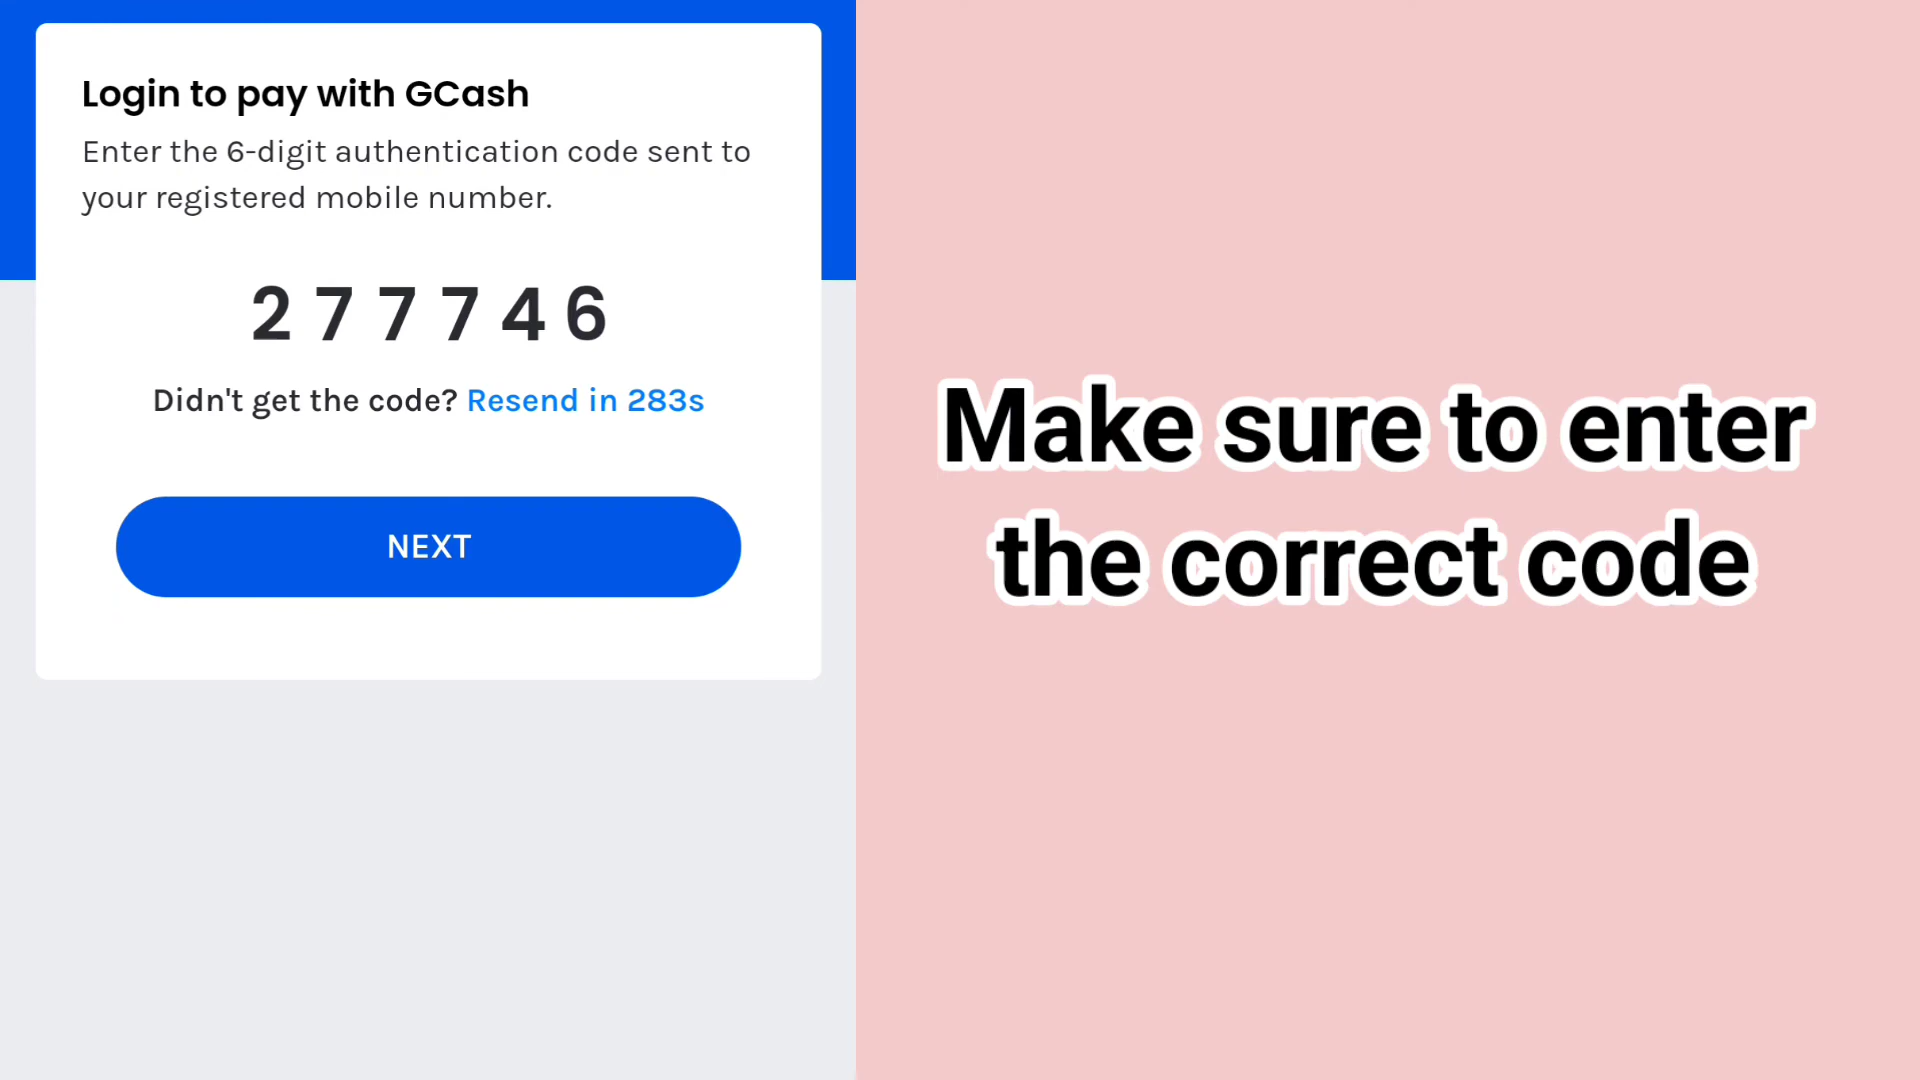 Login to pay with GCash
Enter the 6-digit authentication code sent to
your registered mobile number.
2 7 7 7 4 6
Didn't get the code? Resend in 283s
NEXT
Make sure to enter
the correct code